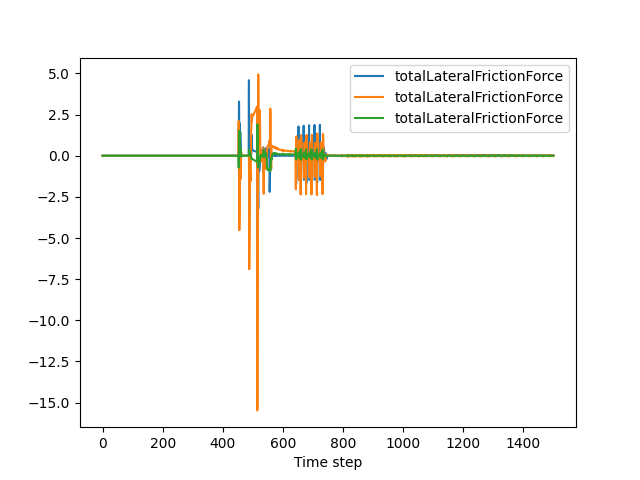 totalLateralFrictionForce
totalLateralFrictionForce
totalLateralFrictionForce
5.0
2.5
0.0
−2.5
−5.0
−7.5
−10.0
−12.5
−15.0
0 200 400 600 800 1000 1200 1400
Time step